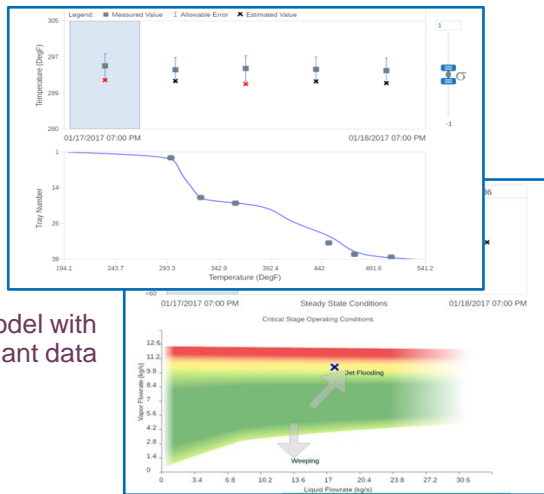 Legend: Measured Value Allowable Error Estimated Value
305
297
289
280
Temperature (DegF)
1
σ
-1
01/17/2017 07:00 PM
01/18/2017 07:00 PM
1
14
26
39
Tray Number
194.1 243.7 293.3 342.9 392.4 442 491.6 541.2
Temperature (DegF)
<60
01/17/2017 07:00 PM Steady State Conditions 01/18/2017 07:00 PM
odel with
ant data
Critical Stage Operating Conditions
12.6
11.2
9.8
8.4
7
5.6
4.2
2.8
1.4
0
Vapor Flowrate (kg/s)
Jet Flooding
Weeping
0 3.4 6.8 10.2 13.6 17 20.4 23.8 27.2 30.6
Liquid Flowrate (kg/s)